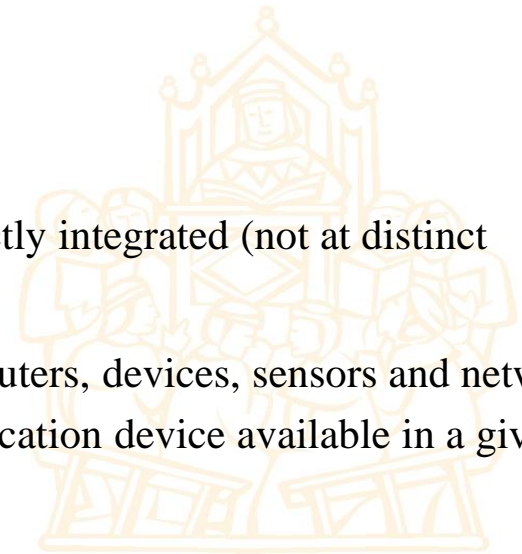 tly integrated (not at distinct
uters, devices, sensors and netw
cation device available in a giv